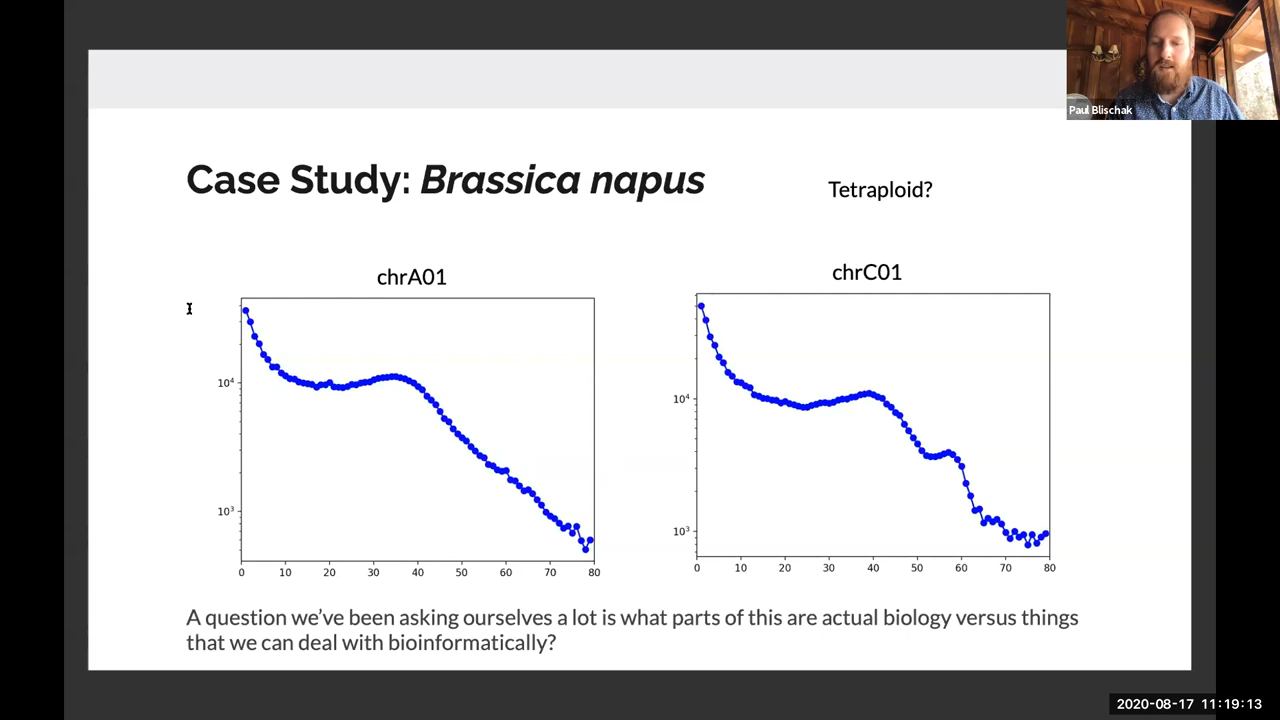 Paul Blischak
Case Study: Brassica napus
Tetraploid?
chrA01
10⁴
10³
0 10 20 30 40 50 60 70 80
chrC01
10⁴
10³
0 10 20 30 40 50 60 70 80
A question we’ve been asking ourselves a lot is what parts of this are actual biology versus things
that we can deal with bioinformatically?
2020-08-17 11:19:13